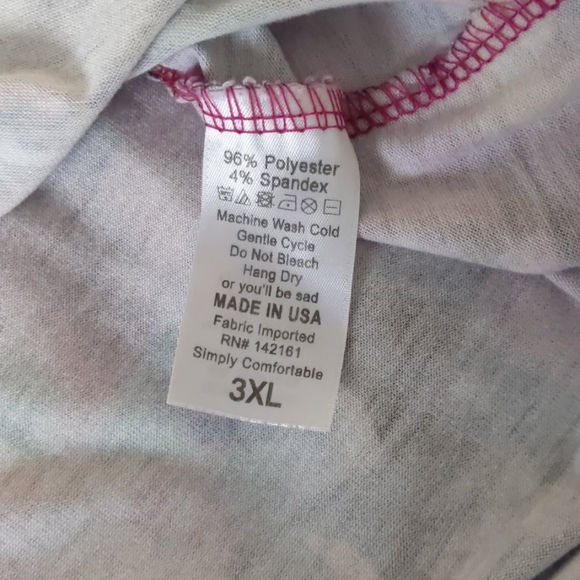 96% Polyester
4% Spandex
Machine Wash Cold
Gentle Cycle
Do Not Bleach
Hang Dry
or you'll be sad
MADE IN USA
Fabric Imported
RN# 142161
Simply Comfortable
3XL